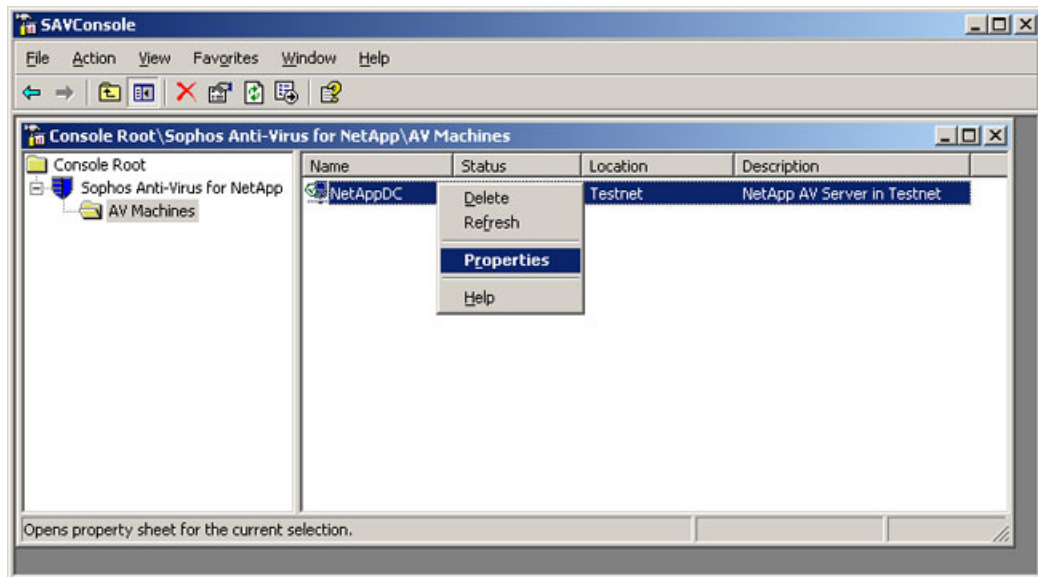 SAVConsole
File Action View Favorites Window Help
Console Root\Sophos Anti-Virus for NetApp\AV Machines
Console Root
Sophos Anti-Virus for NetApp
AV Machines
Name Status Location Description
NetAppDC Testnet NetApp AV Server in Testnet
Delete
Refresh
Properties
Help
Opens property sheet for the current selection.